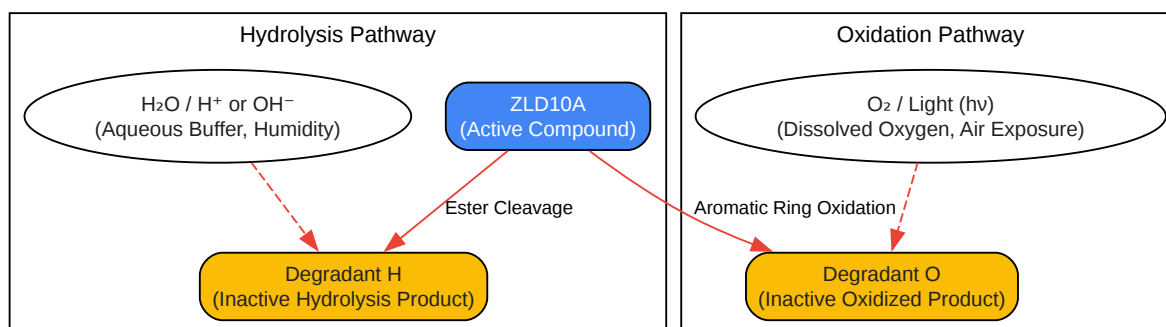 Hydrolysis Pathway
Oxidation Pathway
H₂O / H⁺ or OH⁻
(Aqueous Buffer, Humidity)
ZLD10A
(Active Compound)
O₂ / Light (hν)
(Dissolved Oxygen, Air Exposure)
Ester Cleavage
Aromatic Ring Oxidation
Degradant H
(Inactive Hydrolysis Product)
Degradant O
(Inactive Oxidized Product)